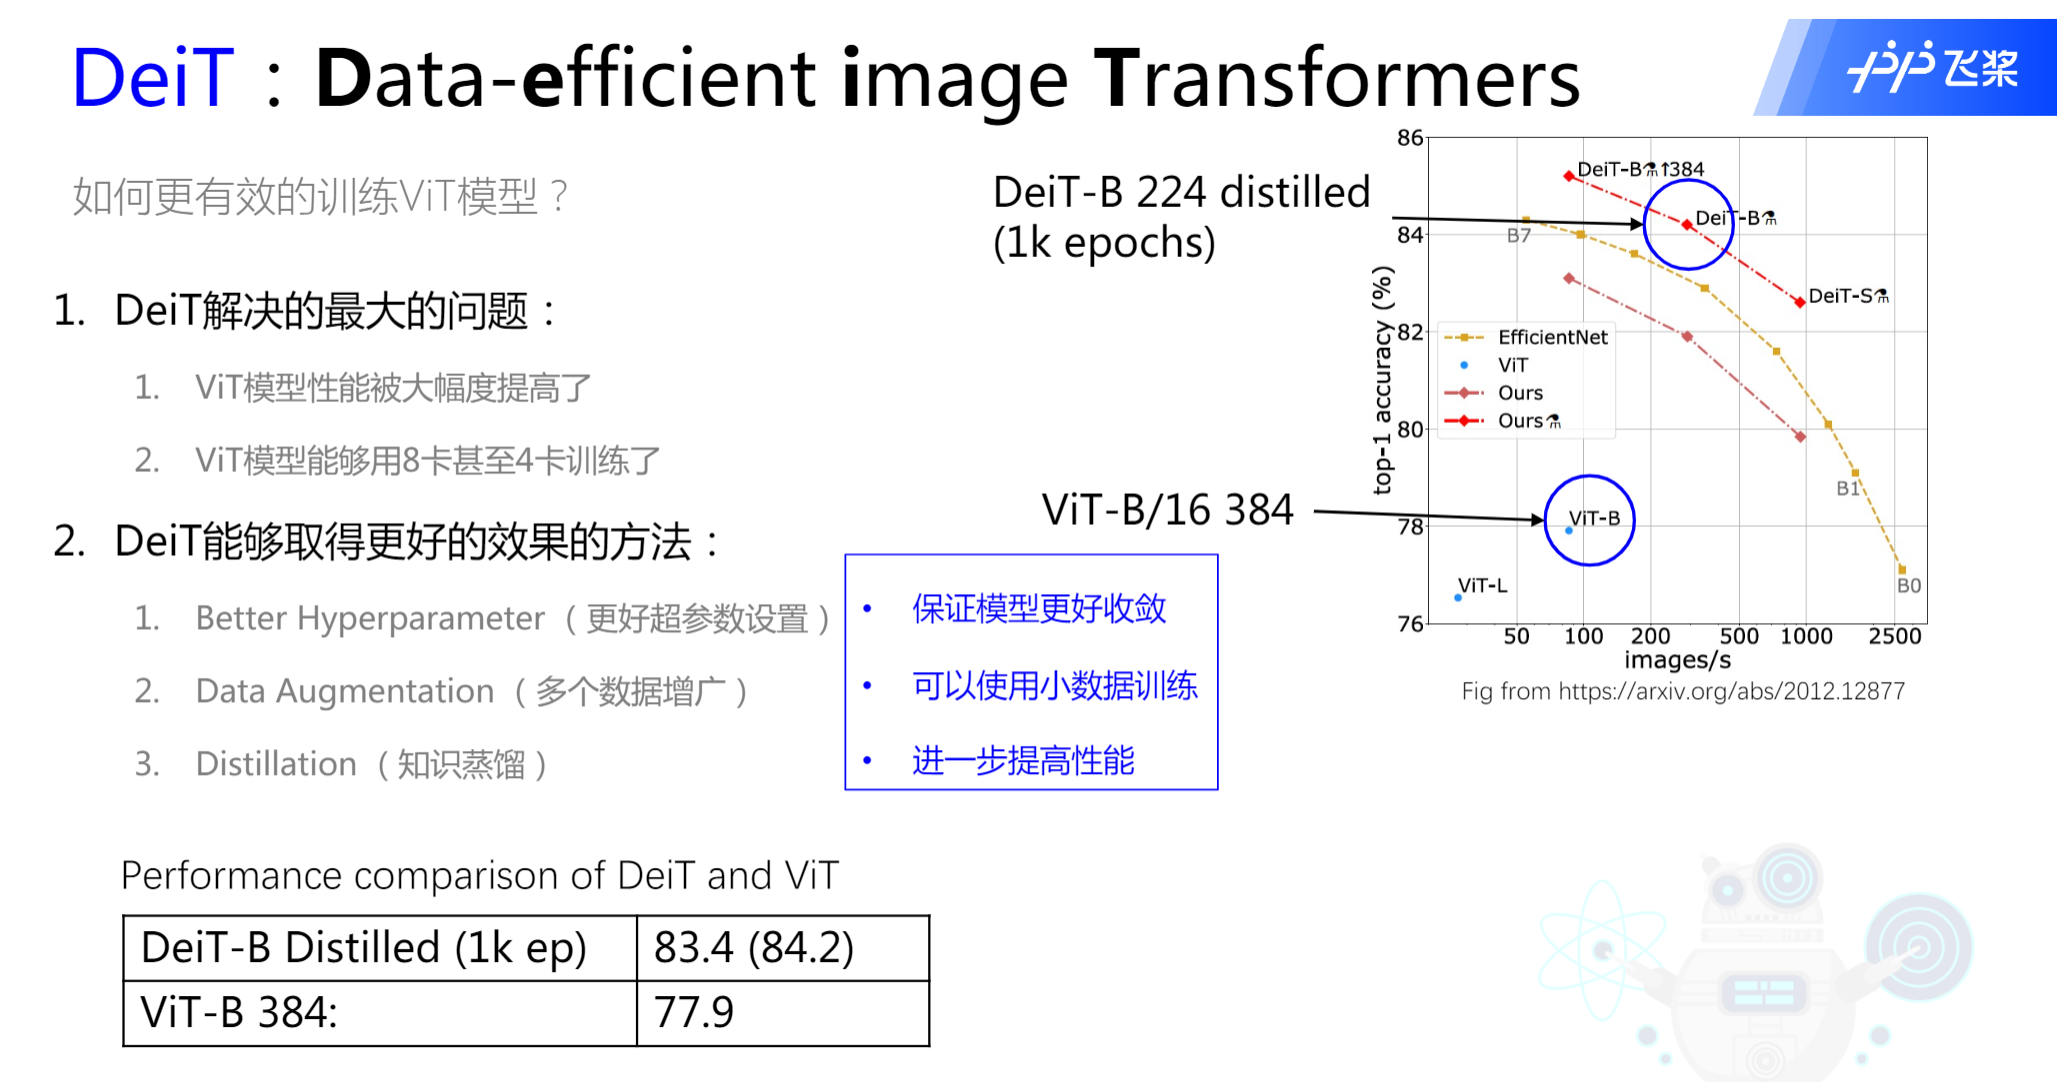 DeiT：Data-efficient image Transformers
飞桨
如何更有效的训练ViT模型？
1. DeiT解决的最大的问题：
1. ViT模型性能被大幅度提高了
2. ViT模型能够用8卡甚至4卡训练了
2. DeiT能够取得更好的效果的方法：
1. Better Hyperparameter（更好超参数设置）
2. Data Augmentation（多个数据增广）
3. Distillation（知识蒸馏）
• 保证模型更好收敛
• 可以使用小数据训练
• 进一步提高性能
DeiT-B 224 distilled
(1k epochs)
ViT-B/16 384
86
84
82
80
78
76
top-1 accuracy (%)
DeiT-B⚗↑384
DeiT-B⚗
DeiT-S⚗
B7
EfficientNet
ViT
Ours
Ours⚗
B1
ViT-B
ViT-L
B0
50 100 200 500 1000 2500
images/s
Fig from https://arxiv.org/abs/2012.12877
Performance comparison of DeiT and ViT
DeiT-B Distilled (1k ep) 83.4 (84.2)
ViT-B 384: 77.9